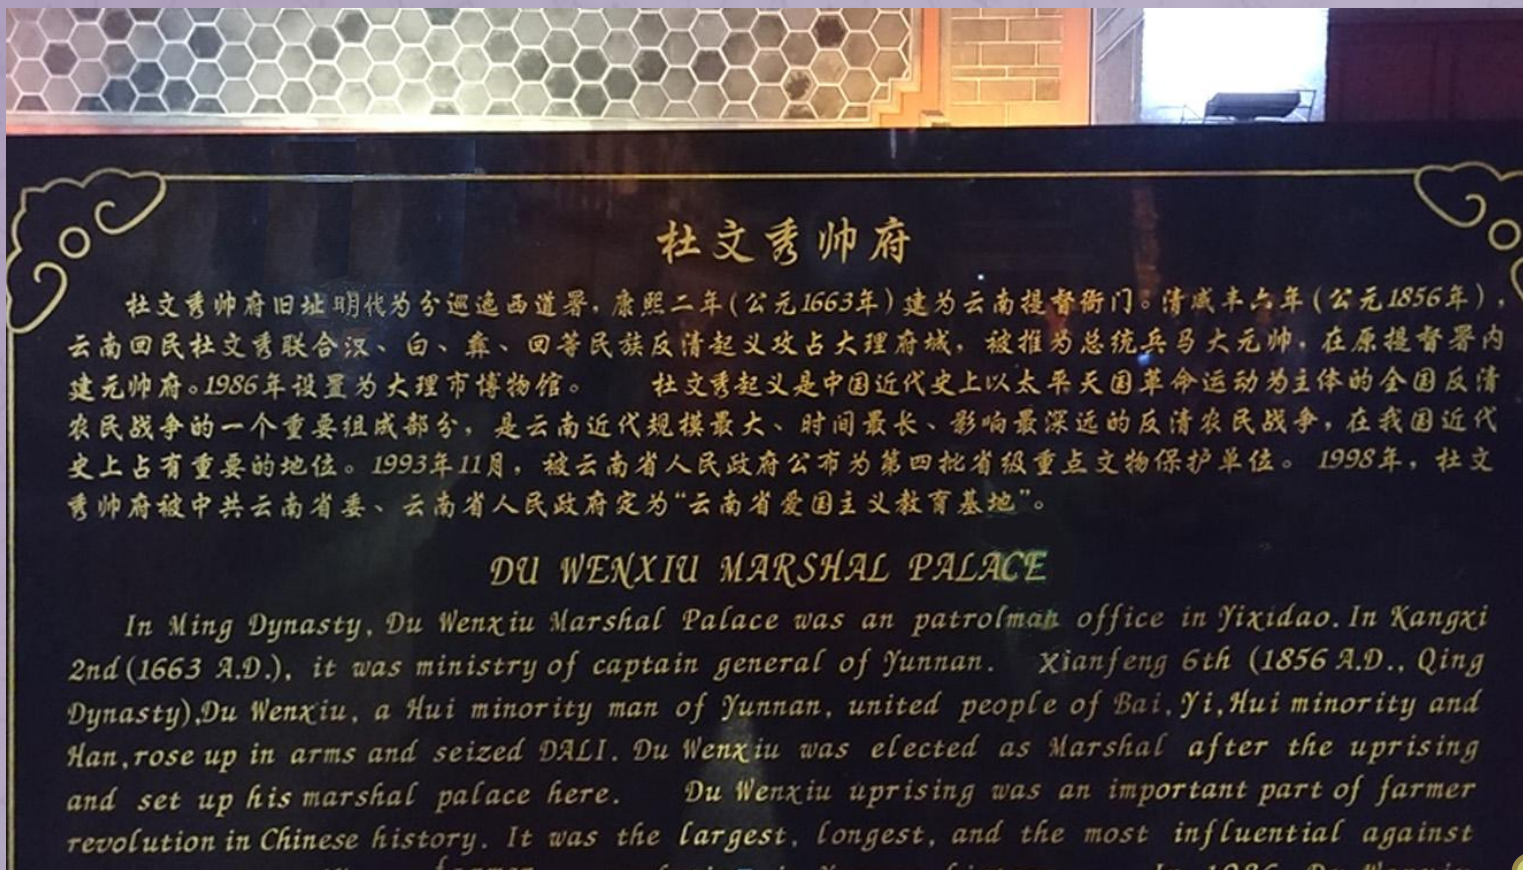 杜文秀帅府
杜文秀帅府旧址明代为分巡迤西道署，康熙二年(公元1663年)建为云南提督衙门。清咸丰六年(公元1856年)，
云南回民杜文秀联合汉、白、彝、回等民族反清起义攻占大理府城，被推为总统兵马大元帅，在原提督署内
建元帅府。1986年设置为大理市博物馆。 杜文秀起义是中国近代史上以太平天国革命运动为主体的全国反清
农民战争的一个重要组成部分，是云南近代规模最大、时间最长、影响最深远的反清农民战争，在我国近代
史上占有重要的地位。1993年11月，被云南省人民政府公布为第四批省级重点文物保护单位。1998年，杜文
秀帅府被中共云南省委、云南省人民政府定为“云南省爱国主义教育基地”。
DU WENXIU MARSHAL PALACE
In Ming Dynasty, Du Wenxiu Marshal Palace was an patrolman office in Yixidao. In Kangxi
2nd(1663 A.D.), it was ministry of captain general of Yunnan. Xianfeng 6th (1856 A.D., Qing
Dynasty),Du Wenxiu, a Hui minority man of Yunnan, united people of Bai,Yi,Hui minority and
Han,rose up in arms and seized DALI. Du Wenxiu was elected as Marshal after the uprising
and set up his marshal palace here. Du Wenxiu uprising was an important part of farmer
revolution in Chinese history. It was the largest, longest, and the most influential against